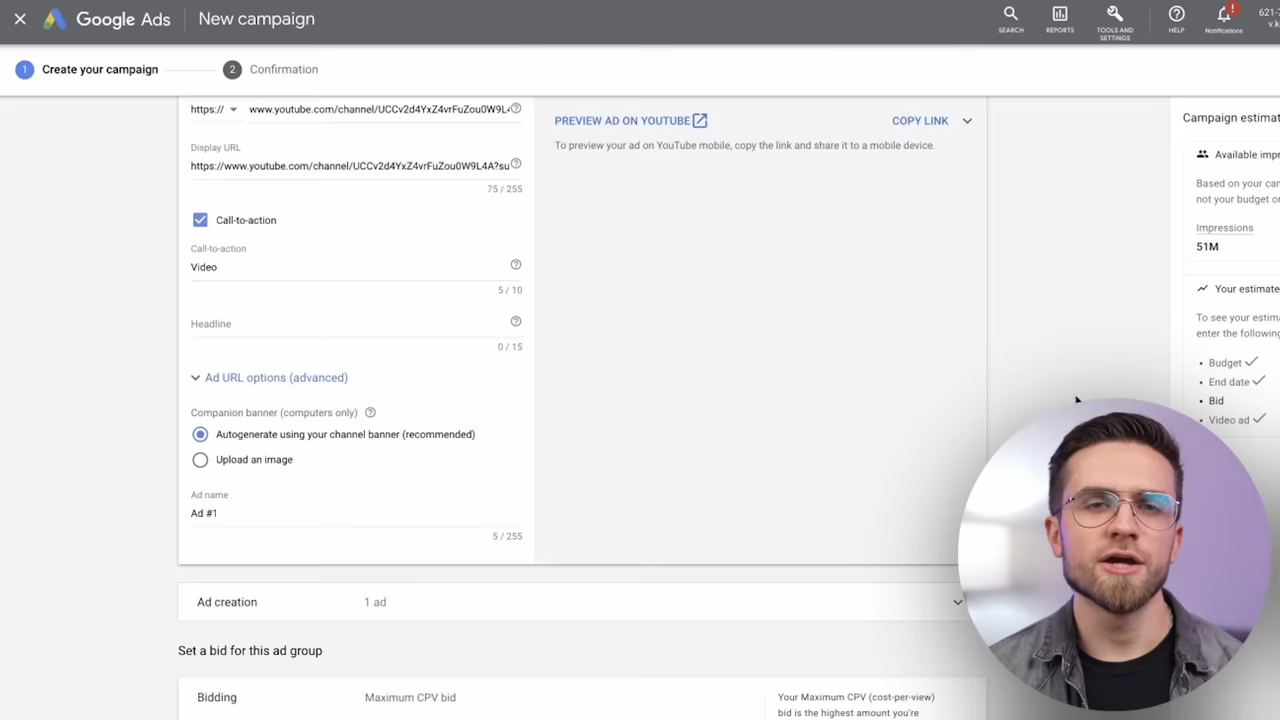 Google Ads
New campaign
SEARCH
REPORTS
TOOLS AND
SETTINGS
HELP
!
Notifications
621-7
v.k
1
Create your campaign
2
Confirmation
https://
www.youtube.com/channel/UCCv2d4YxZ4vrFuZou0W9L4
PREVIEW AD ON YOUTUBE
COPY LINK
To preview your ad on YouTube mobile, copy the link and share it to a mobile device.
Display URL
https://www.youtube.com/channel/UCCv2d4YxZ4vrFuZou0W9L4A?su
75 / 255
Call-to-action
Call-to-action
Video
5 / 10
Headline
0 / 15
Ad URL options (advanced)
Companion banner (computers only)
Autogenerate using your channel banner (recommended)
Upload an image
Ad name
Ad #1
5 / 255
Ad creation
1 ad
Set a bid for this ad group
Bidding
Maximum CPV bid
Your Maximum CPV (cost-per-view)
bid is the highest amount you're
Campaign estimat
Available impr
Based on your car
not your budget or
Impressions
51M
Your estimate
To see your estim
enter the following
• Budget
• End date
• Bid
• Video ad